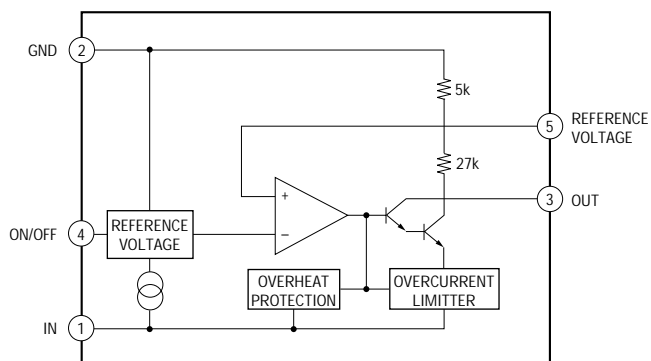 GND
2
5k
5
REFERENCE
VOLTAGE
27k
+
3
OUT
ON/OFF
4
REFERENCE
VOLTAGE
−
OVERHEAT
PROTECTION
OVERCURRENT
LIMITTER
IN
1